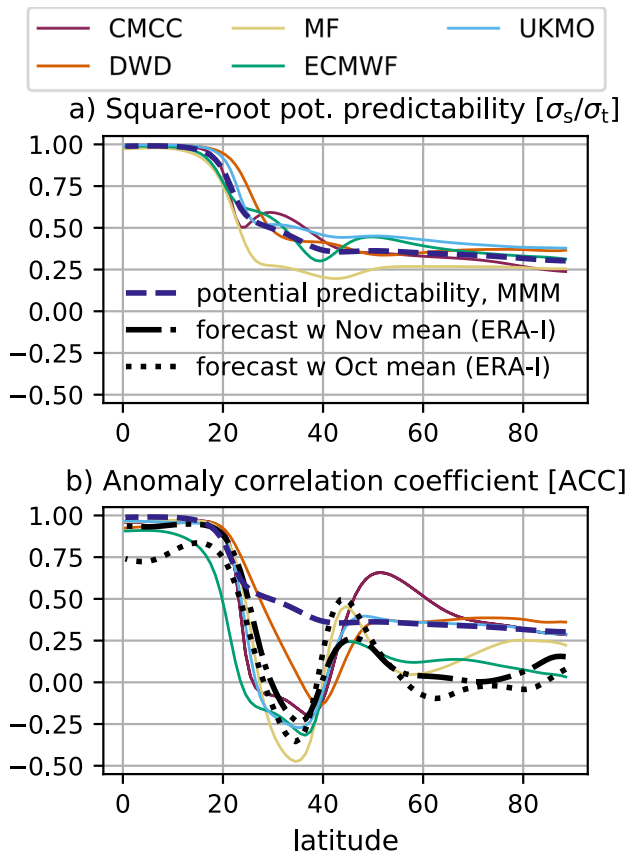 CMCC MF UKMO
DWD ECMWF
a) Square-root pot. predictability [σs/σt]
1.00
0.75
0.50
0.25
0.00
−0.25
−0.50
potential predictability, MMM
forecast w Nov mean (ERA-I)
forecast w Oct mean (ERA-I)
0 20 40 60 80
b) Anomaly correlation coefficient [ACC]
1.00
0.75
0.50
0.25
0.00
−0.25
−0.50
0 20 40 60 80
latitude